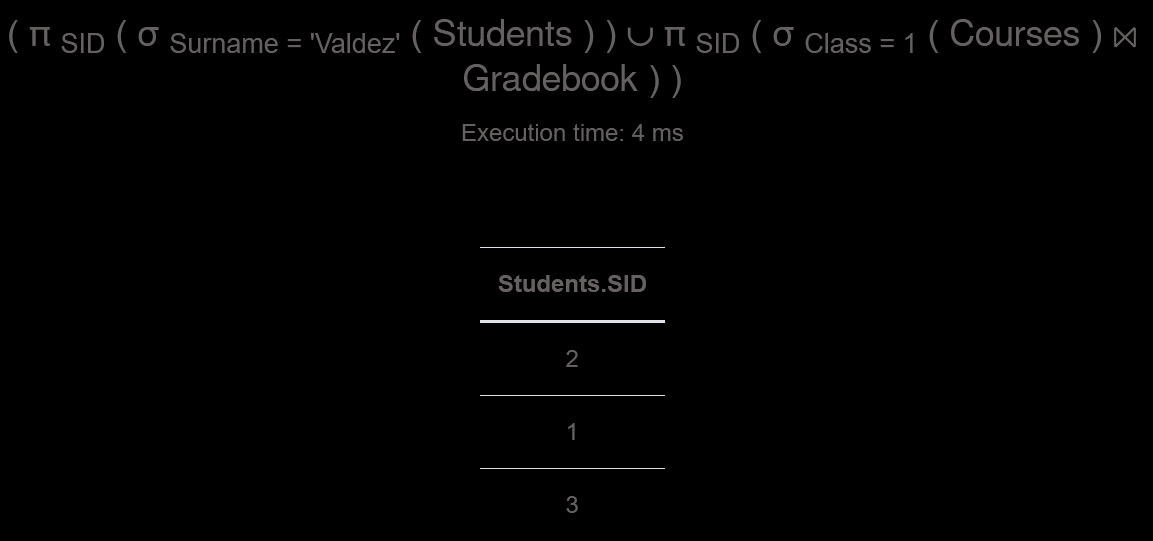 ( π SID ( σ Surname = 'Valdez' ( Students ) ) ∪ π SID ( σ Class = 1 ( Courses ) ⋈
Gradebook ) )
Execution time: 4 ms
Students.SID
2
1
3